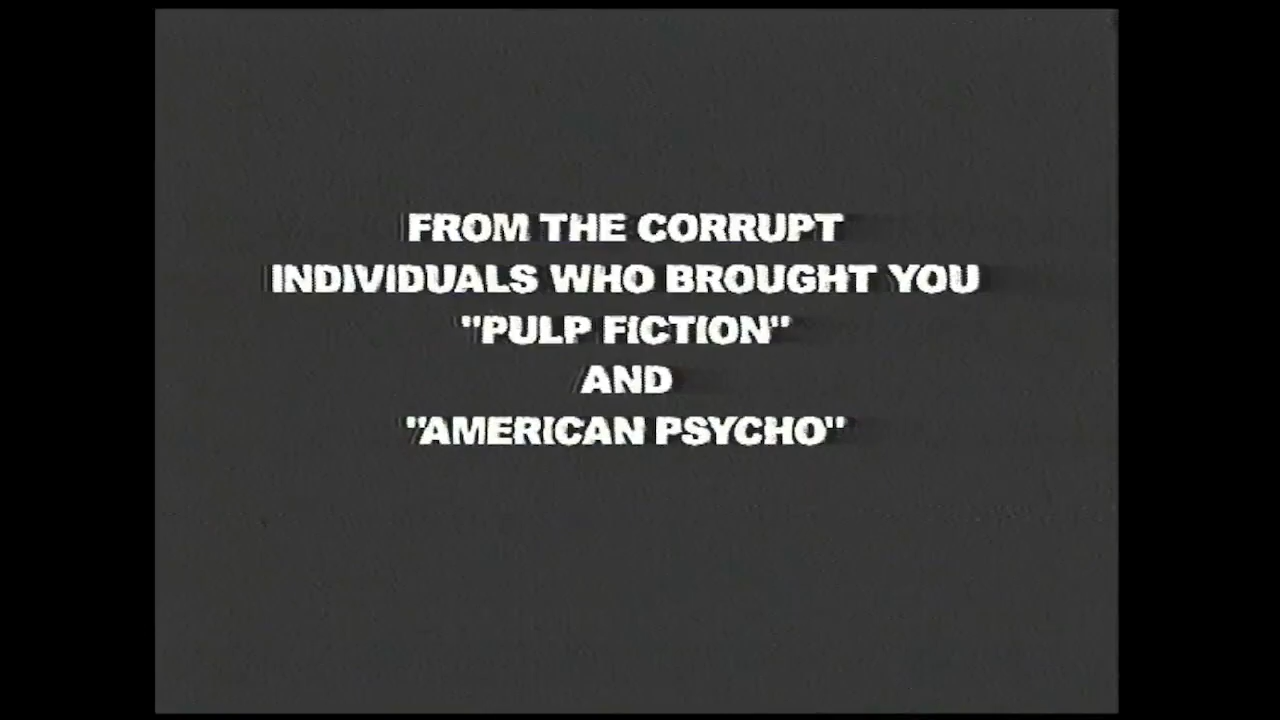 FROM THE CORRUPT
INDIVIDUALS WHO BROUGHT YOU
"PULP FICTION"
AND
"AMERICAN PSYCHO"